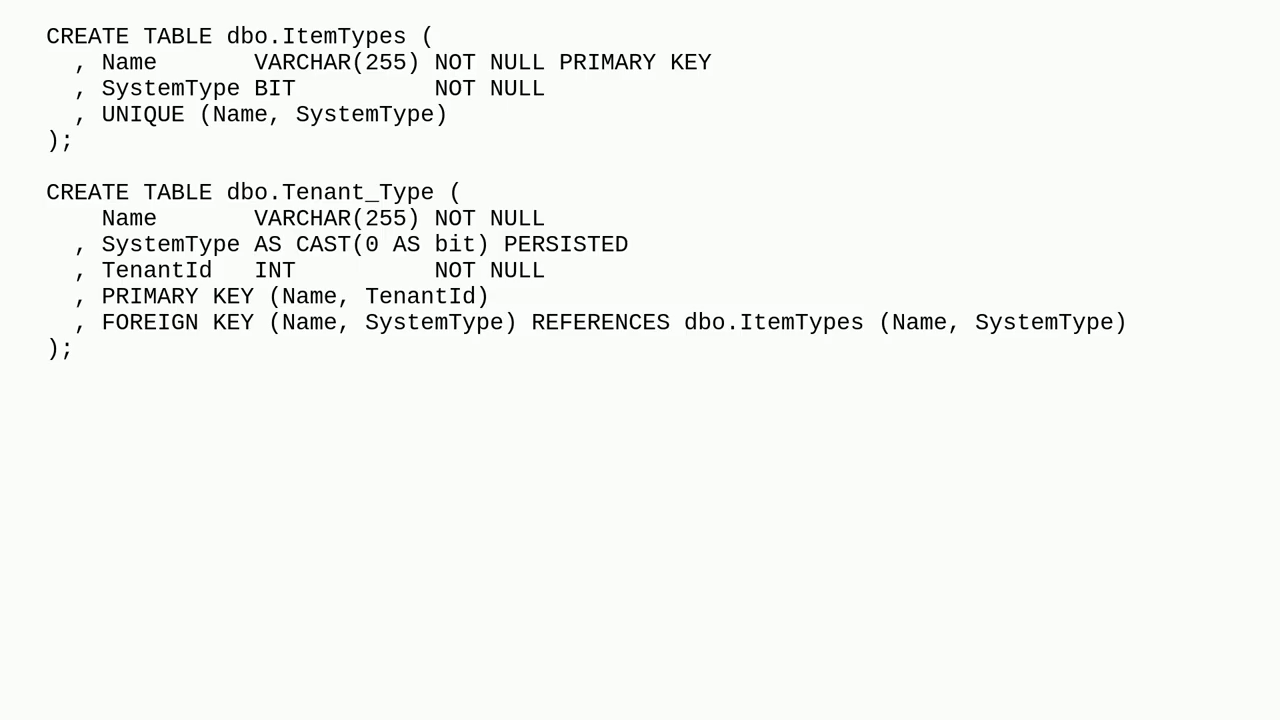 CREATE TABLE dbo.ItemTypes (
  , Name       VARCHAR(255) NOT NULL PRIMARY KEY
  , SystemType BIT          NOT NULL
  , UNIQUE (Name, SystemType)
);

CREATE TABLE dbo.Tenant_Type (
    Name       VARCHAR(255) NOT NULL
  , SystemType AS CAST(0 AS bit) PERSISTED
  , TenantId   INT          NOT NULL
  , PRIMARY KEY (Name, TenantId)
  , FOREIGN KEY (Name, SystemType) REFERENCES dbo.ItemTypes (Name, SystemType)
);